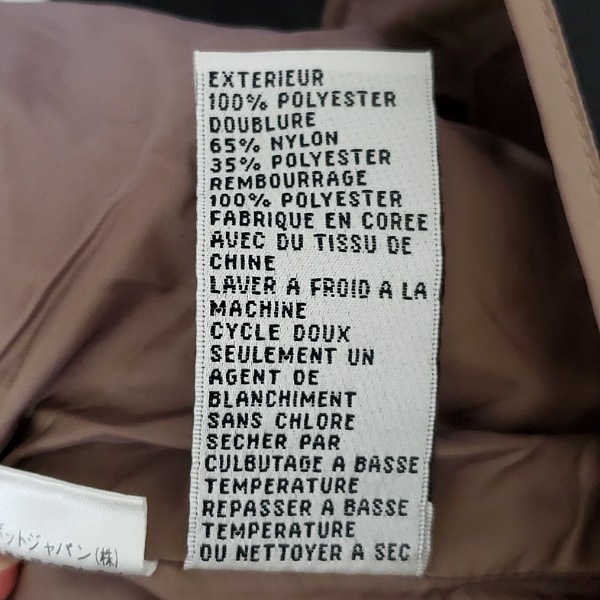 EXTERIEUR
100% POLYESTER
DOUBLURE
65% NYLON
35% POLYESTER
REMBOURRAGE
100% POLYESTER
FABRIQUE EN COREE
AVEC DU TISSU DE
CHINE
LAVER A FROID A LA
MACHINE
CYCLE DOUX
SEULEMENT UN
AGENT DE
BLANCHIMENT
SANS CHLORE
SECHER PAR
CULBUTAGE A BASSE
TEMPERATURE
REPASSER A BASSE
TEMPERATURE
OU NETTOYER A SEC
ットジャパン(株)